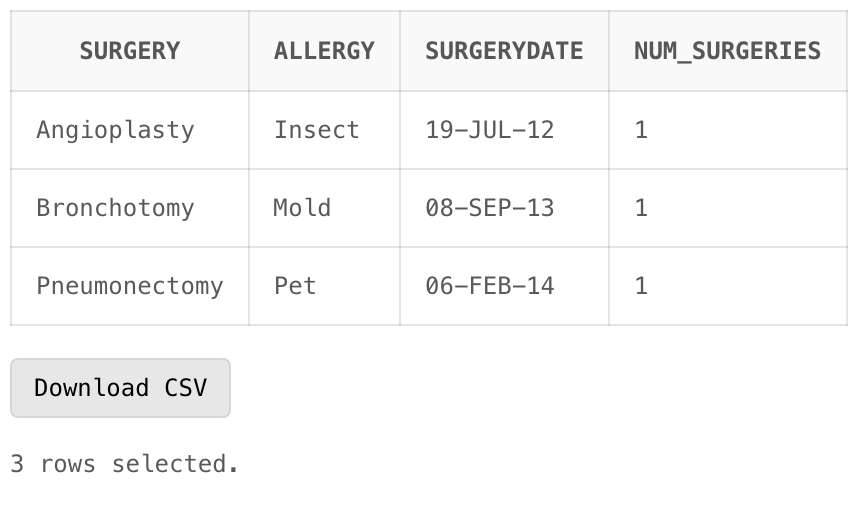 SURGERY ALLERGY SURGERYDATE NUM_SURGERIES
Angioplasty Insect 19-JUL-12 1
Bronchotomy Mold 08-SEP-13 1
Pneumonectomy Pet 06-FEB-14 1
Download CSV
3 rows selected.